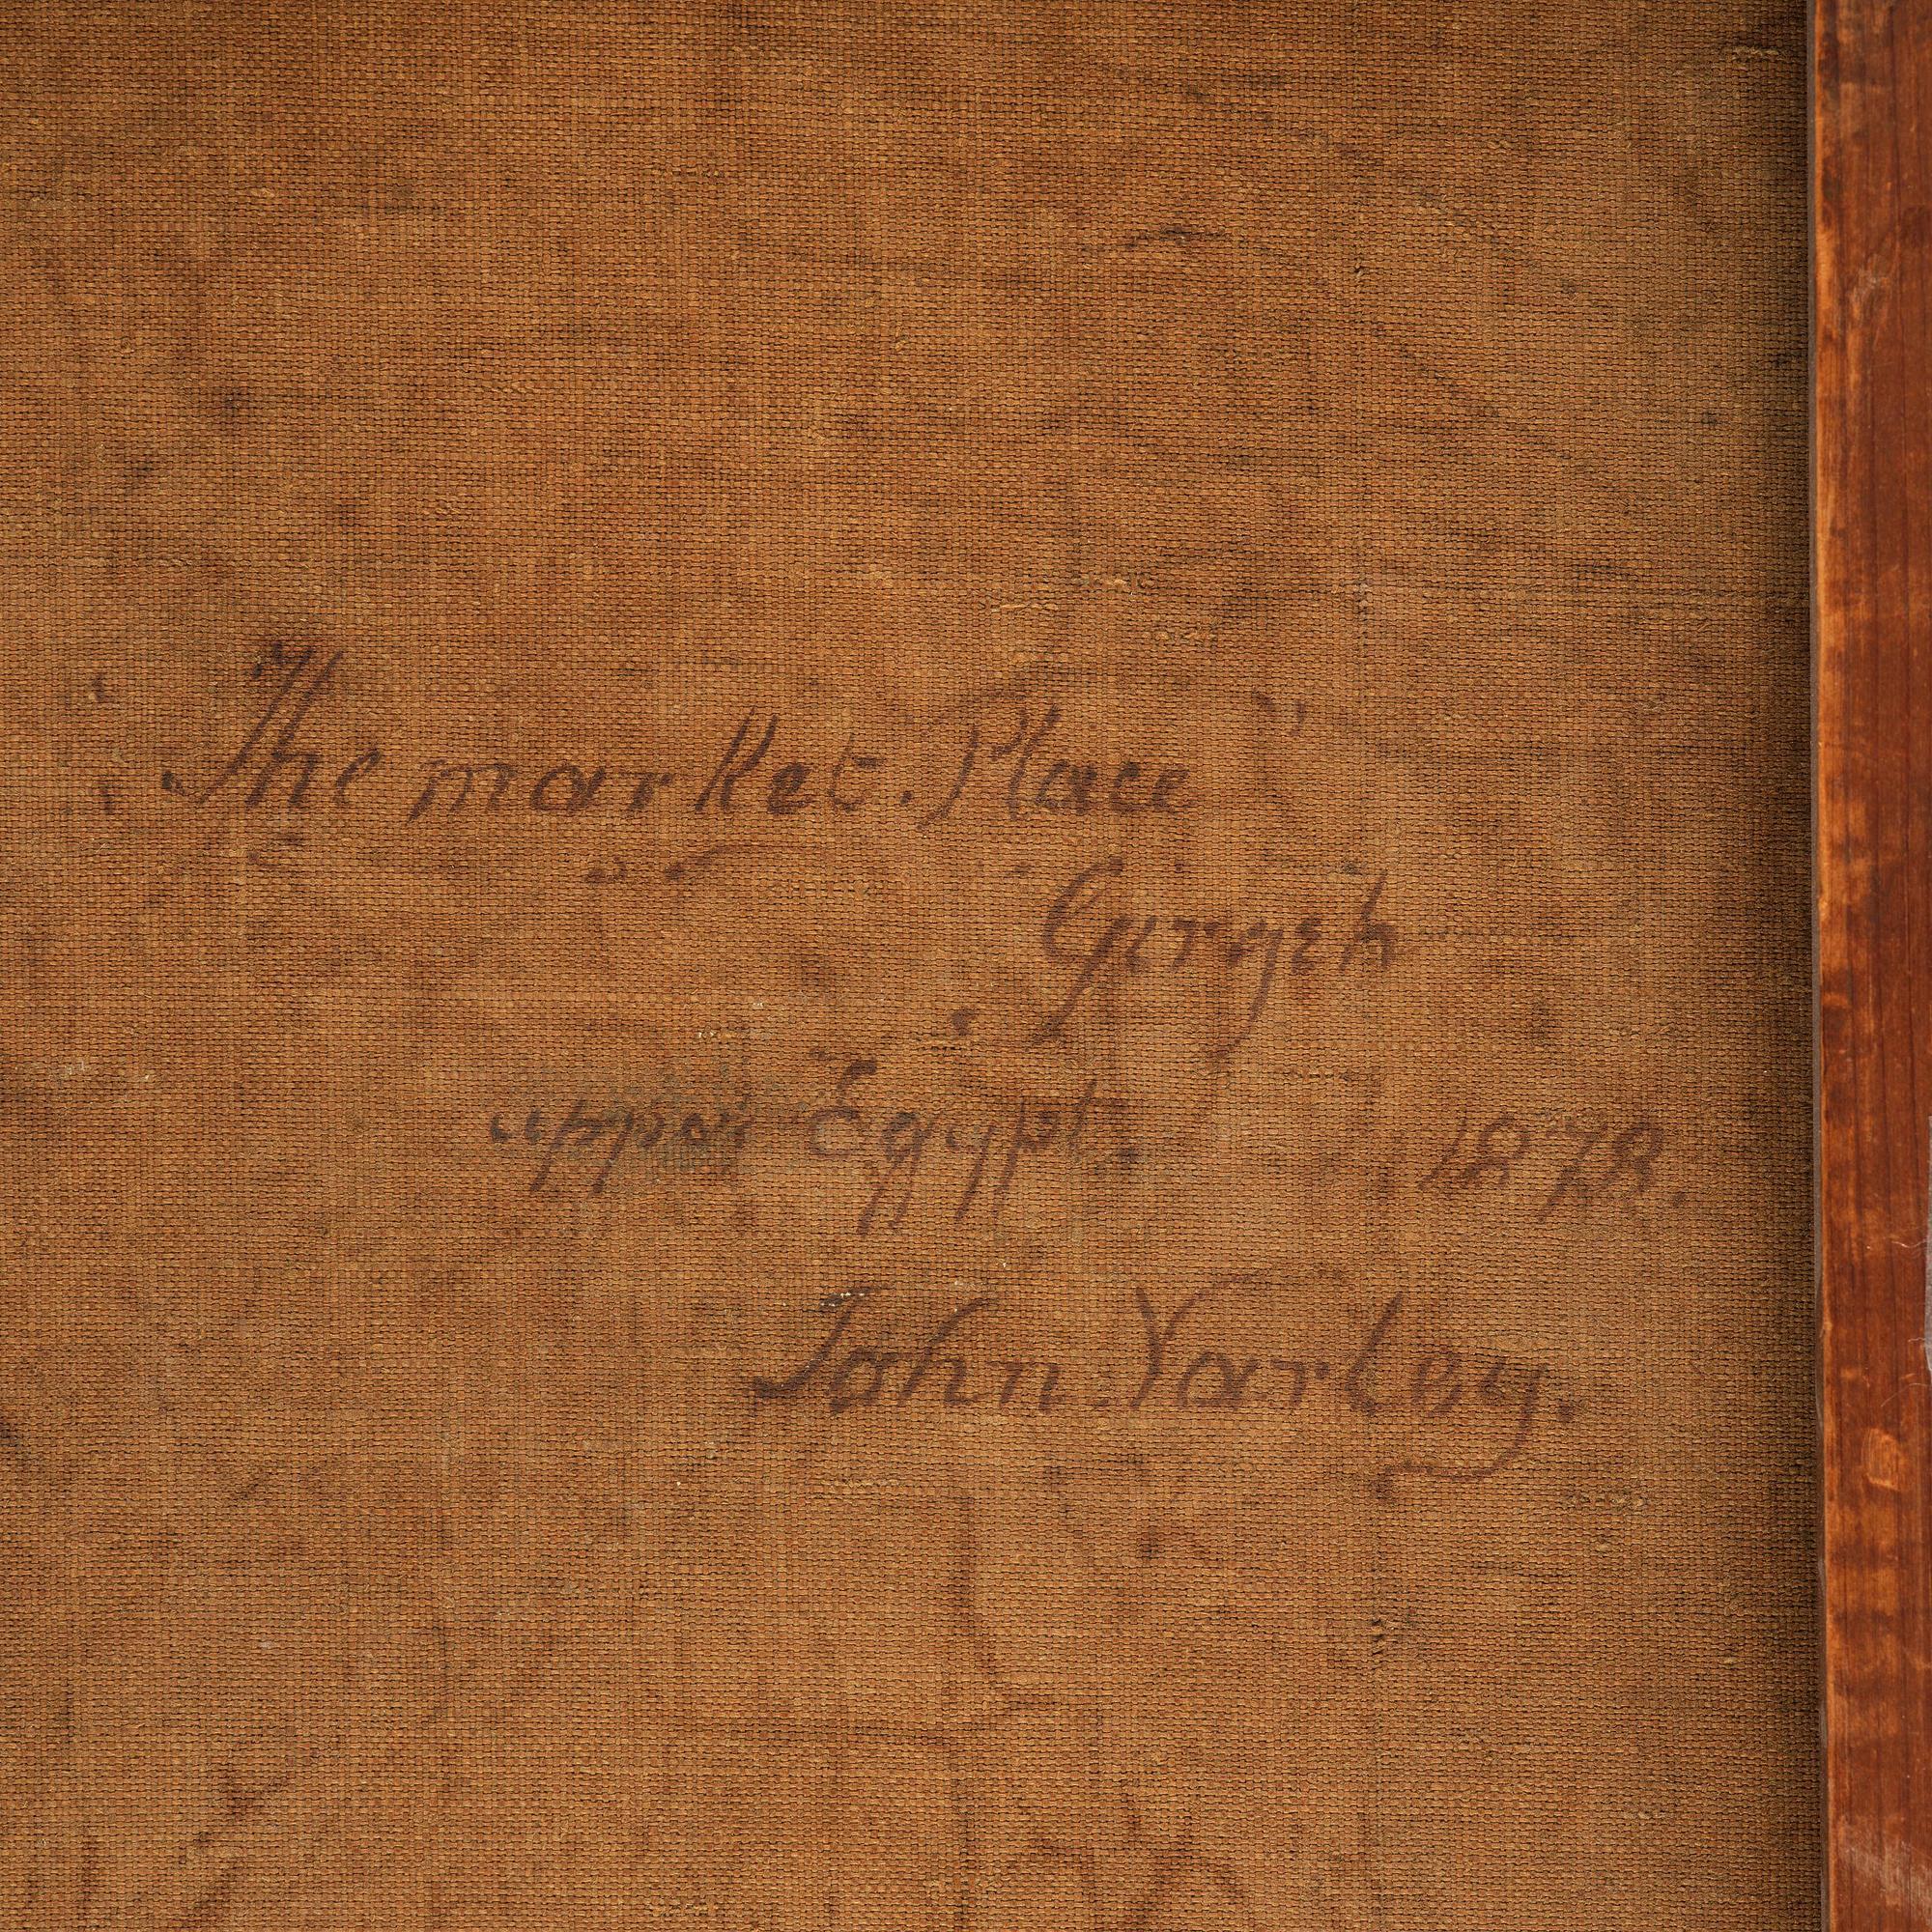 "The market. Place"
Girgeh
upper Egypt. 1878.
John. Varley.